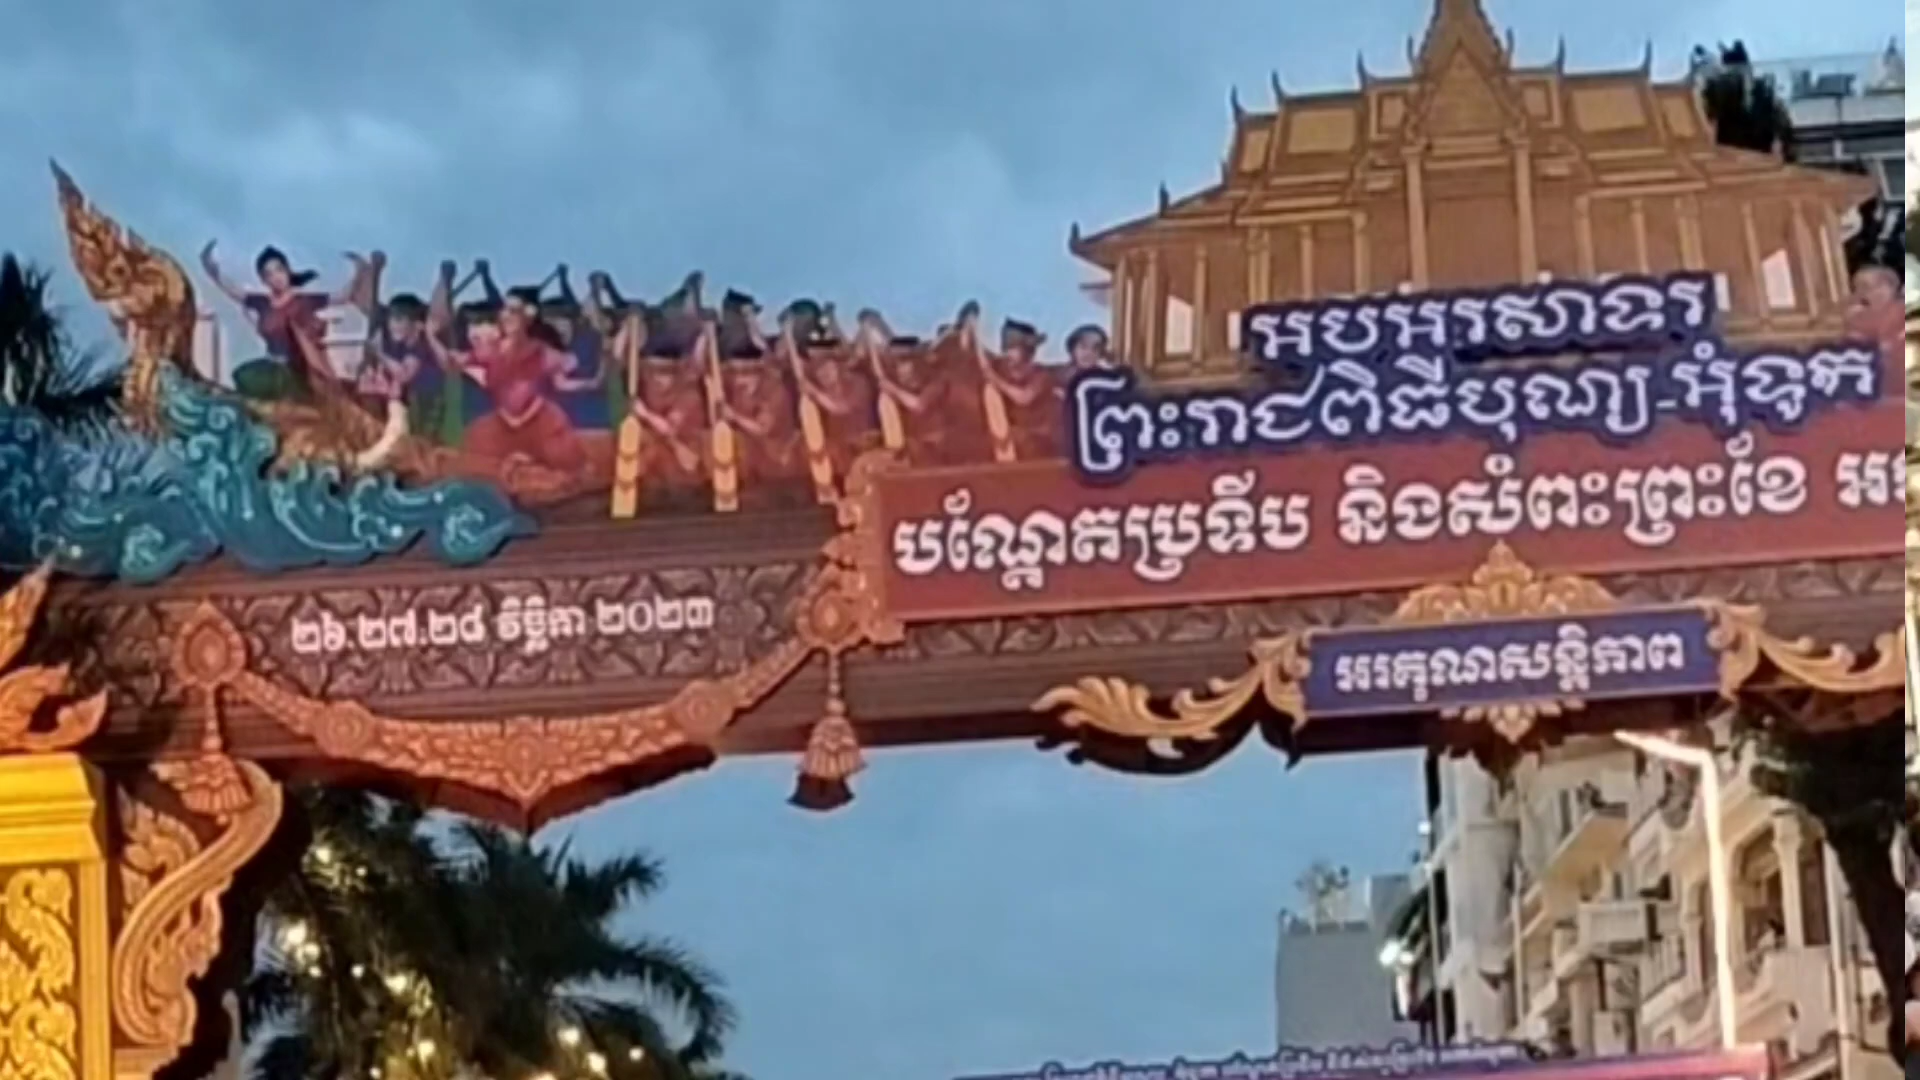 អបអរសាទរ
ព្រះរាជពិធីបុណ្យ-អុំទូក
បណ្ដែតប្រទីប និងសំពះព្រះខែ
២៦.២៧.២៨ វិច្ឆិកា ២០២៣
អរគុណសន្តិភាព